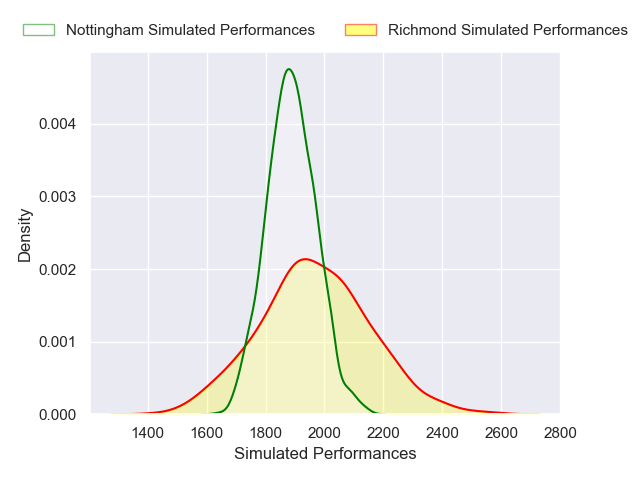 Nottingham Simulated Performances Richmond Simulated Performances
0.004
0.003
0.002
0.001
0.000
Density
1400 1600 1800 2000 2200 2400 2600 2800
Simulated Performances